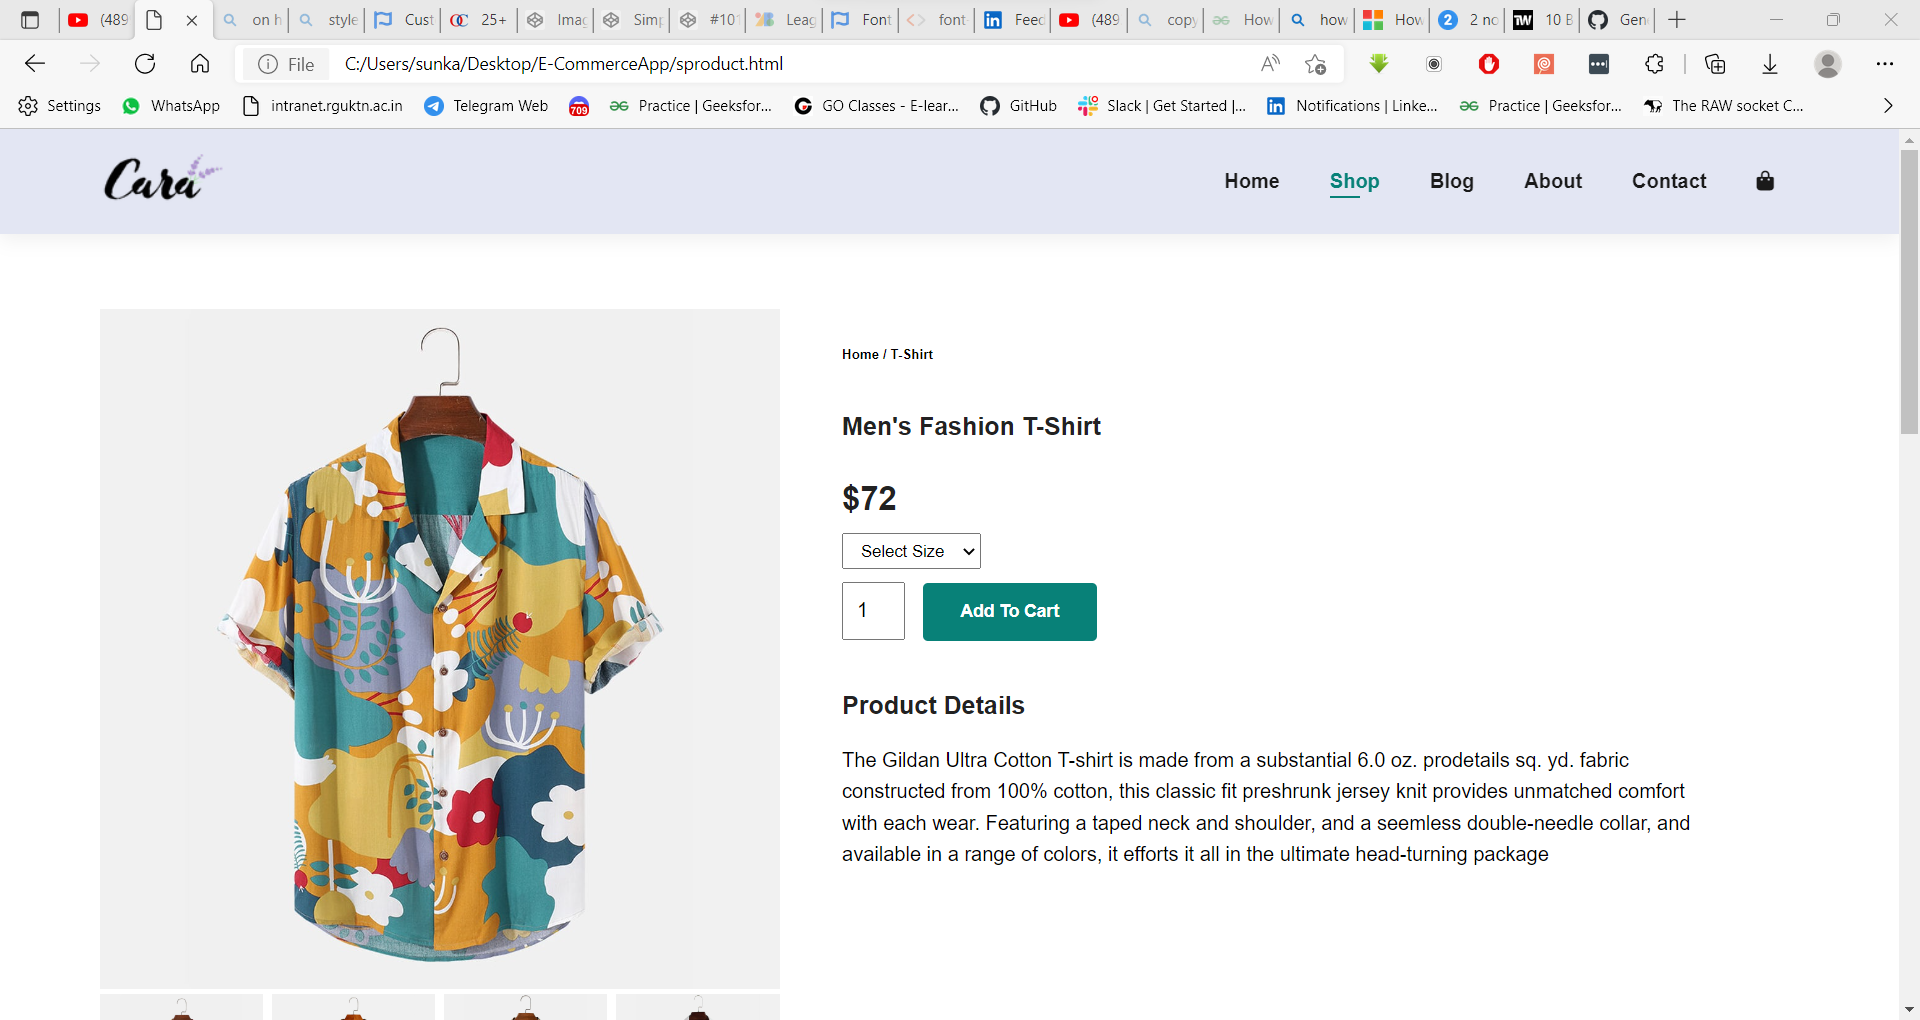 (489
on h
style
Cust
25+
Imag
Simp
#101
Leag
Font
font
Feed
(489
copy
How
how
How
2 no
10 B
Gen
File C:/Users/sunka/Desktop/E-CommerceApp/sproduct.html
Settings WhatsApp intranet.rguktn.ac.in Telegram Web 709 Practice | Geeksfor... GO Classes - E-lear... GitHub Slack | Get Started |... Notifications | Linke... Practice | Geeksfor... The RAW socket C...
Cara Home Shop Blog About Contact
Home / T-Shirt
Men's Fashion T-Shirt
$72
Select Size
1 Add To Cart
Product Details
The Gildan Ultra Cotton T-shirt is made from a substantial 6.0 oz. prodetails sq. yd. fabric
constructed from 100% cotton, this classic fit preshrunk jersey knit provides unmatched comfort
with each wear. Featuring a taped neck and shoulder, and a seemless double-needle collar, and
available in a range of colors, it efforts it all in the ultimate head-turning package